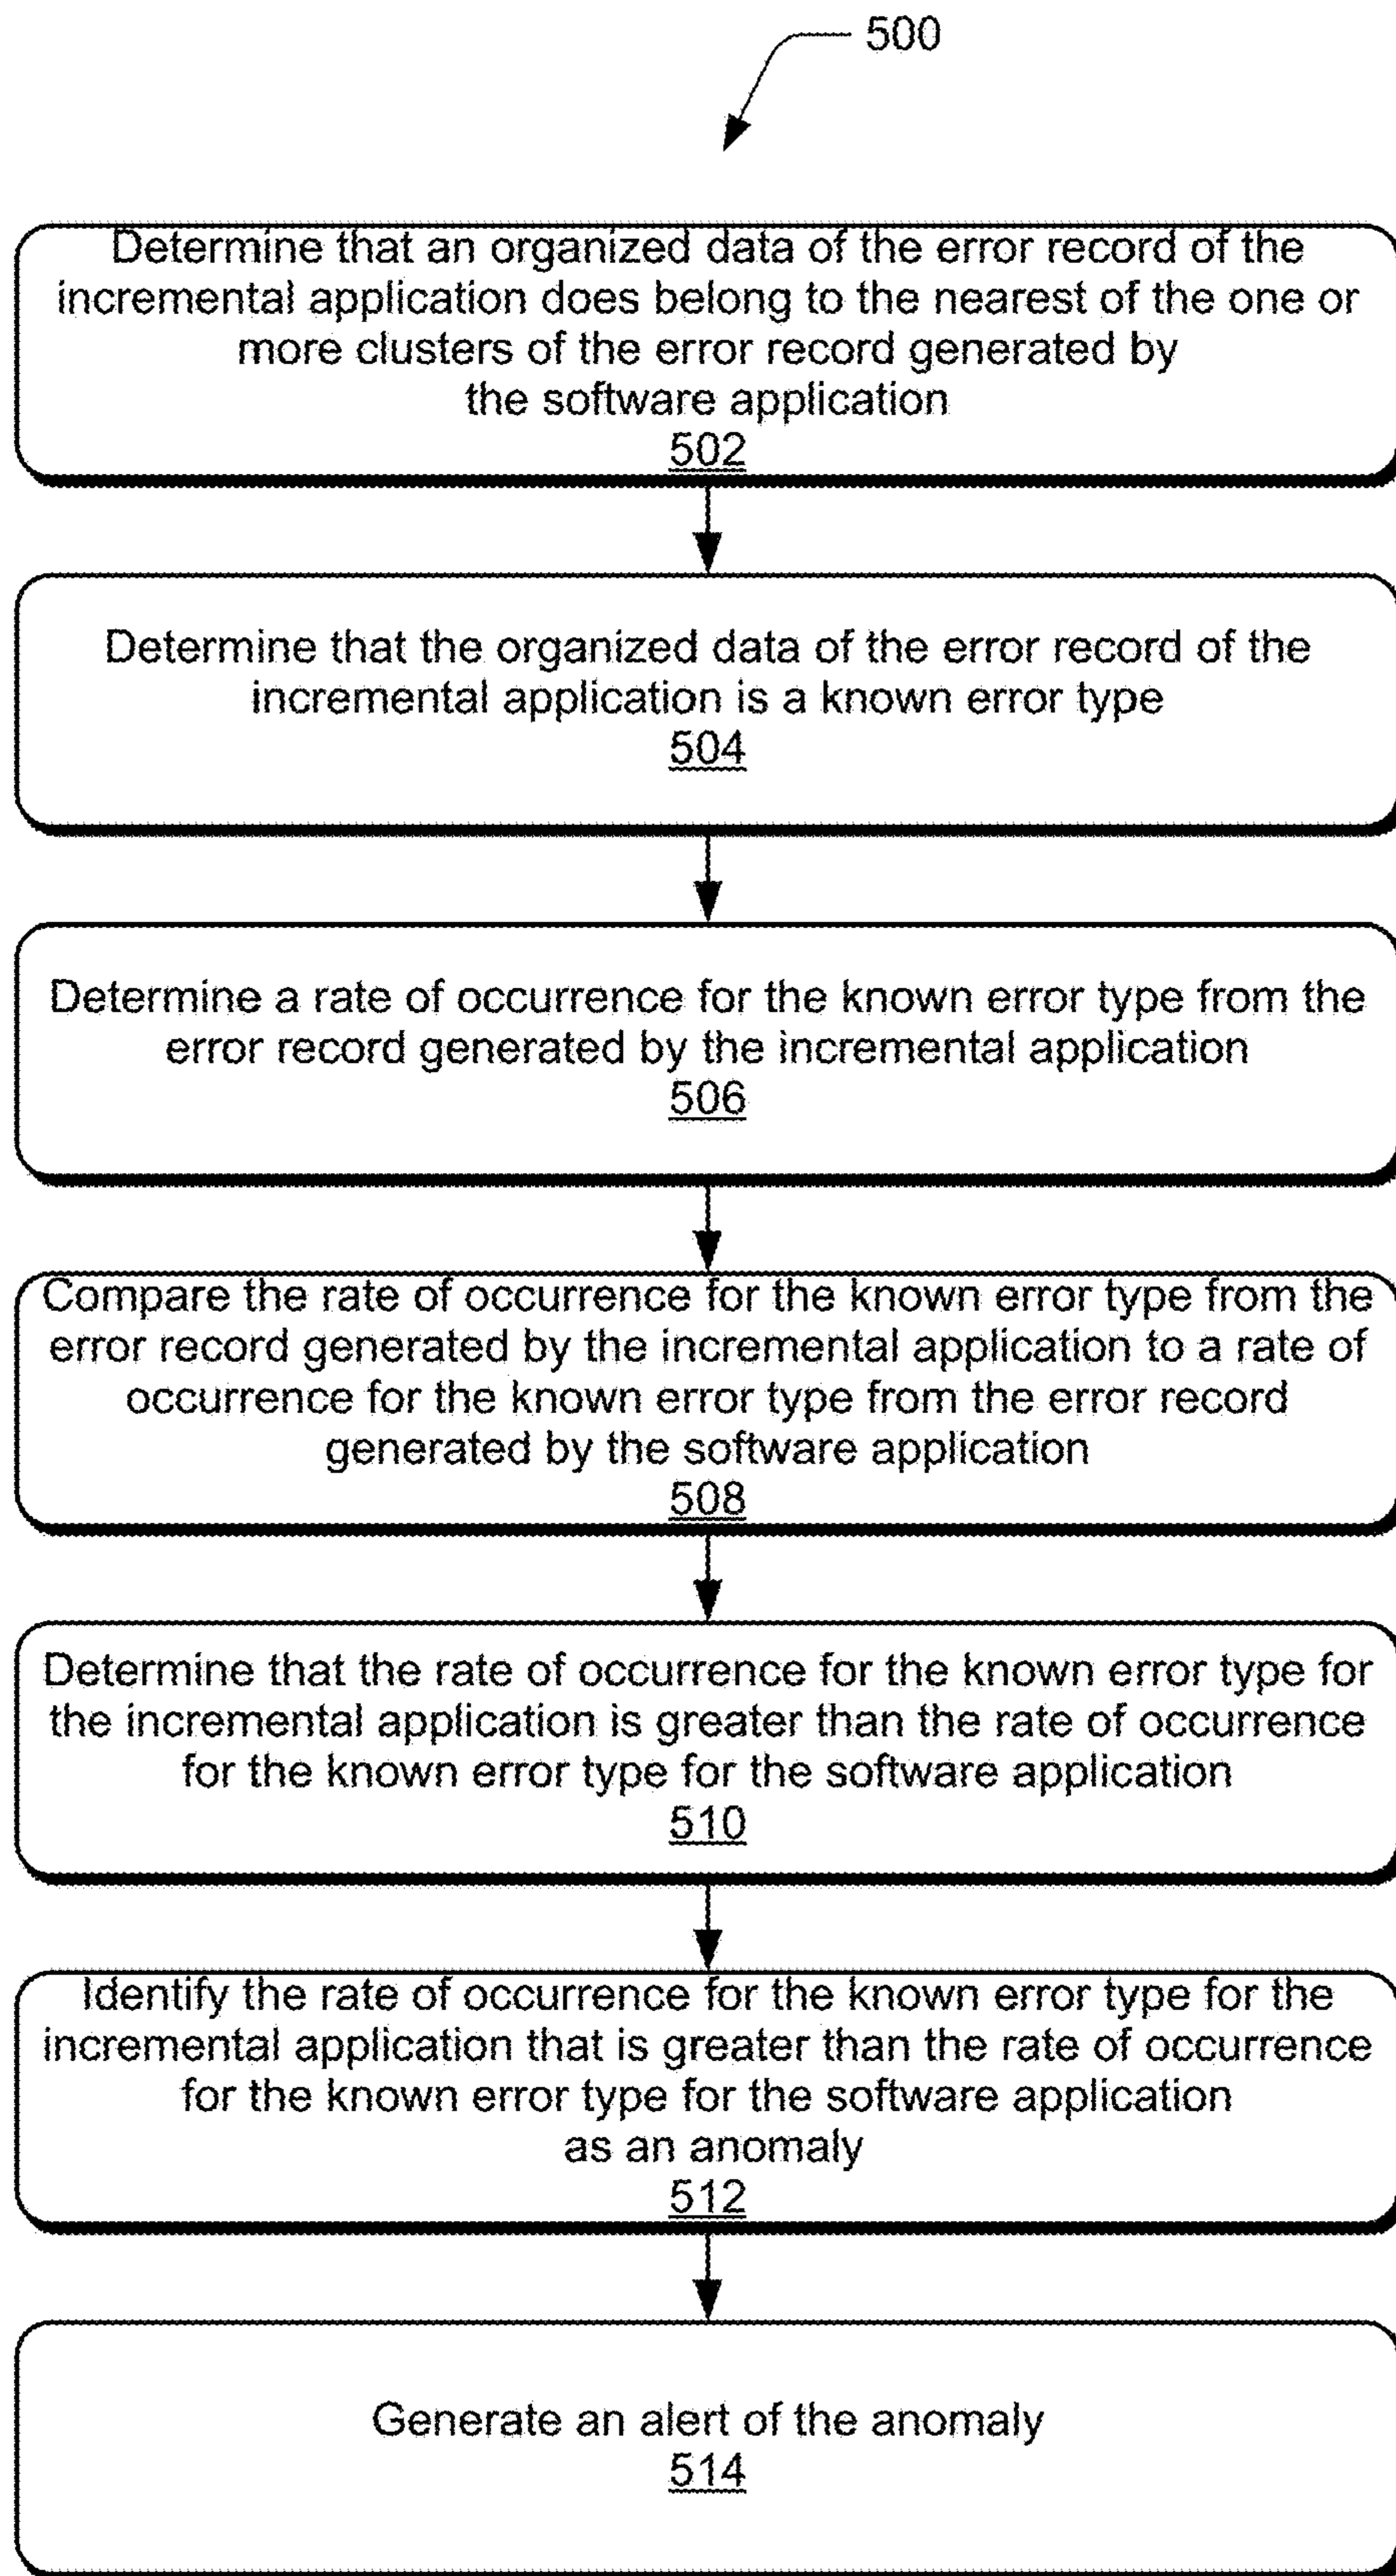 500
Determine that an organized data of the error record of the
incremental application does belong to the nearest of the one or
more clusters of the error record generated by
the software application
502
Determine that the organized data of the error record of the
incremental application is a known error type
504
Determine a rate of occurrence for the known error type from the
error record generated by the incremental application
506
Compare the rate of occurrence for the known error type from the
error record generated by the incremental application to a rate of
occurrence for the known error type from the error record
generated by the software application
508
Determine that the rate of occurrence for the known error type for
the incremental application is greater than the rate of occurrence
for the known error type for the software application
510
Identify the rate of occurrence for the known error type for the
incremental application that is greater than the rate of occurrence
for the known error type for the software application
as an anomaly
512
Generate an alert of the anomaly
514